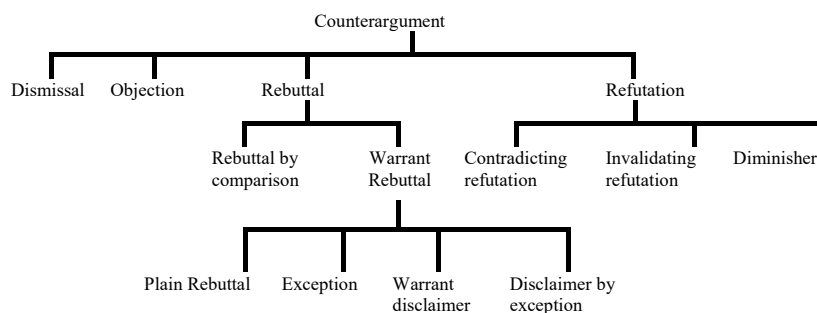 Counterargument
Dismissal
Objection
Rebuttal
Refutation
Rebuttal by
comparison
Warrant
Rebuttal
Contradicting
refutation
Invalidating
refutation
Diminisher
Plain Rebuttal
Exception
Warrant
disclaimer
Disclaimer by
exception